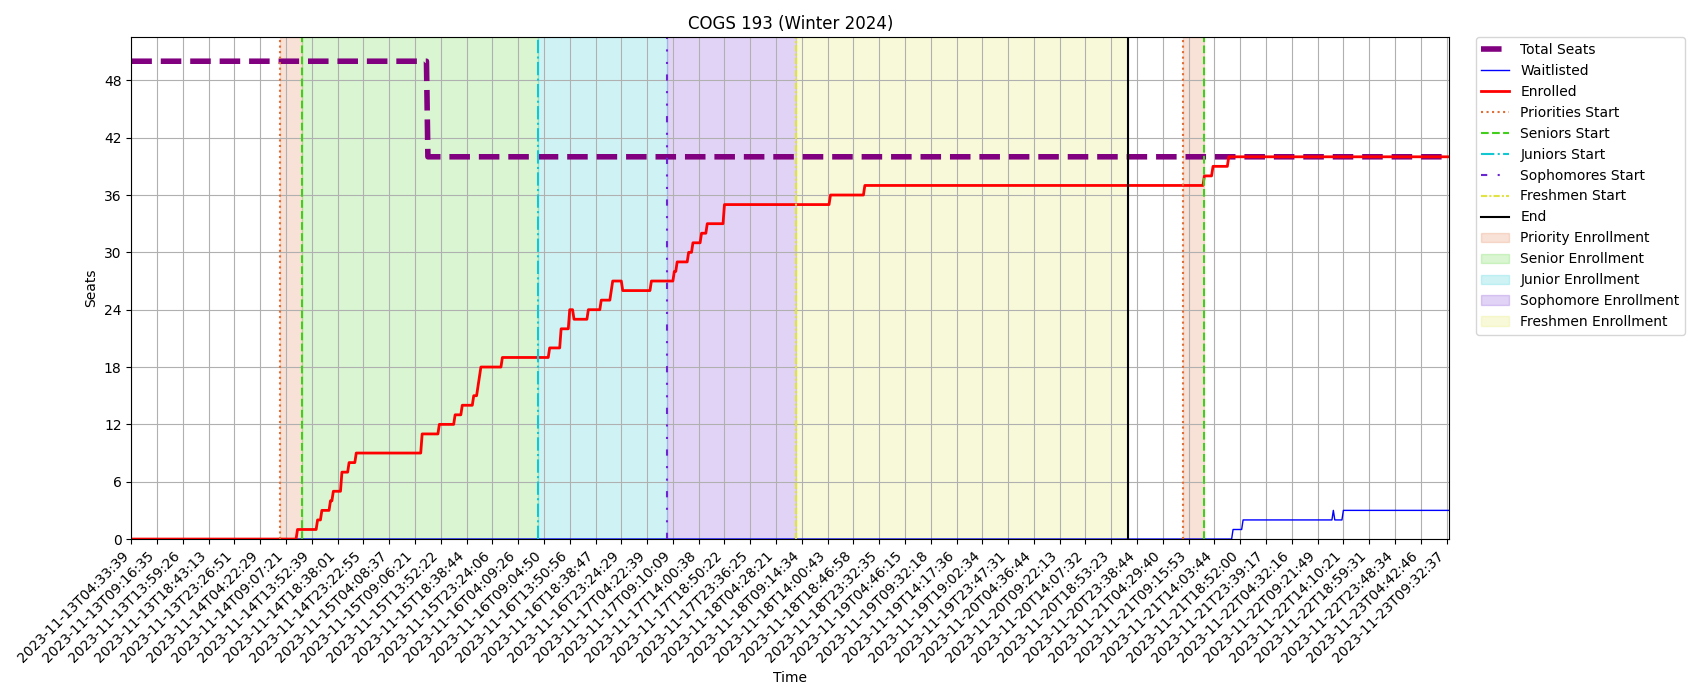 COGS 193 (Winter 2024)
Seats
48
42
36
30
24
18
12
6
0
2023-11-13T04:33:39
2023-11-13T09:16:35
2023-11-13T13:59:26
2023-11-13T18:43:13
2023-11-13T23:26:51
2023-11-14T04:22:29
2023-11-14T09:07:21
2023-11-14T13:52:39
2023-11-14T18:38:01
2023-11-14T23:22:55
2023-11-15T04:08:37
2023-11-15T09:06:21
2023-11-15T13:52:22
2023-11-15T18:38:44
2023-11-15T23:24:06
2023-11-16T04:09:26
2023-11-16T09:04:50
2023-11-16T13:50:56
2023-11-16T18:38:47
2023-11-16T23:24:29
2023-11-17T04:22:39
2023-11-17T09:10:09
2023-11-17T14:00:38
2023-11-17T18:50:22
2023-11-17T23:36:25
2023-11-18T04:28:21
2023-11-18T09:14:34
2023-11-18T14:00:43
2023-11-18T18:46:58
2023-11-18T23:32:35
2023-11-19T04:46:15
2023-11-19T09:32:18
2023-11-19T14:17:36
2023-11-19T19:02:34
2023-11-19T23:47:31
2023-11-20T04:36:44
2023-11-20T09:22:13
2023-11-20T14:07:32
2023-11-20T18:53:23
2023-11-20T23:38:44
2023-11-21T04:29:40
2023-11-21T09:15:53
2023-11-21T14:03:44
2023-11-21T18:52:00
2023-11-21T23:39:17
2023-11-22T04:32:16
2023-11-22T09:21:49
2023-11-22T14:10:21
2023-11-22T18:59:31
2023-11-22T23:48:34
2023-11-23T04:42:46
2023-11-23T09:32:37
Time
Total Seats
Waitlisted
Enrolled
Priorities Start
Seniors Start
Juniors Start
Sophomores Start
Freshmen Start
End
Priority Enrollment
Senior Enrollment
Junior Enrollment
Sophomore Enrollment
Freshmen Enrollment